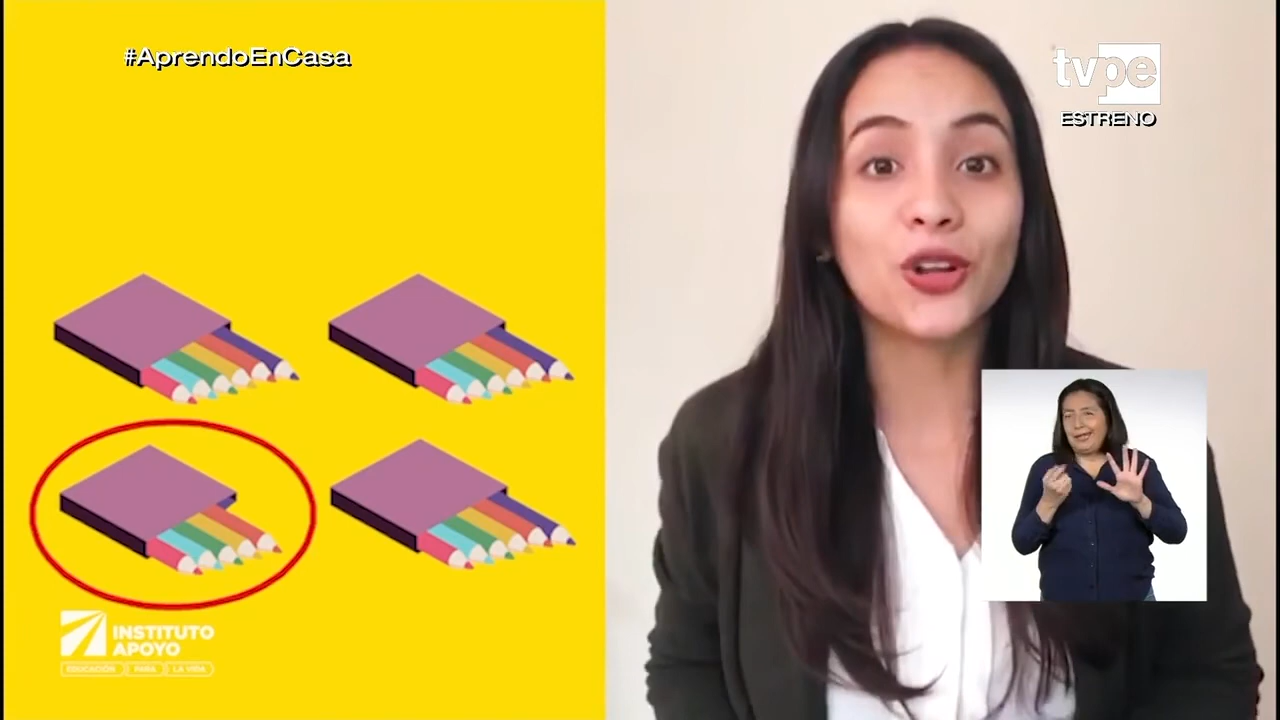 #AprendoEnCasa
tvpe
ESTRENO
INSTITUTO
APOYO
EDUCACIÓN PARA LA VIDA